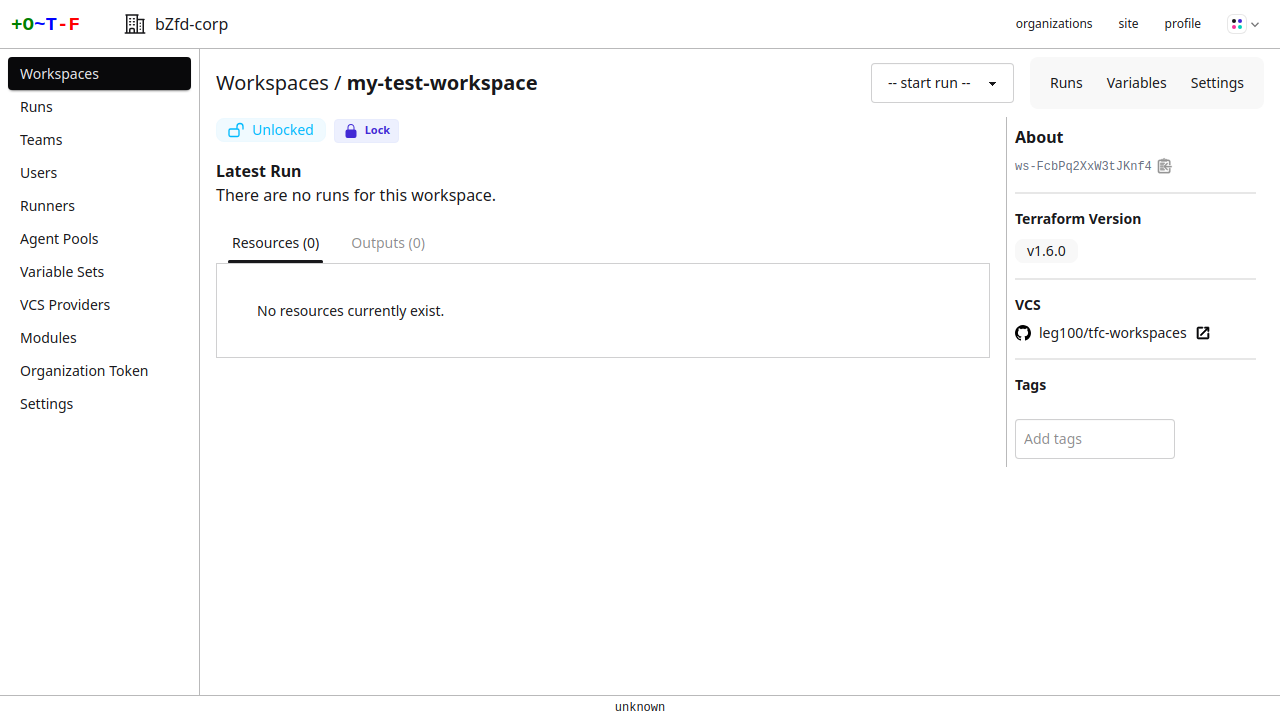 +O~T-F
bZfd-corp
organizations
site
profile
Workspaces
Runs
Teams
Users
Runners
Agent Pools
Variable Sets
VCS Providers
Modules
Organization Token
Settings
Workspaces / my-test-workspace
-- start run --
Runs
Variables
Settings
Unlocked
Lock
Latest Run
There are no runs for this workspace.
Resources (0)
Outputs (0)
No resources currently exist.
About
ws-FcbPq2XxW3tJKnf4
Terraform Version
v1.6.0
VCS
leg100/tfc-workspaces
Tags
Add tags
unknown